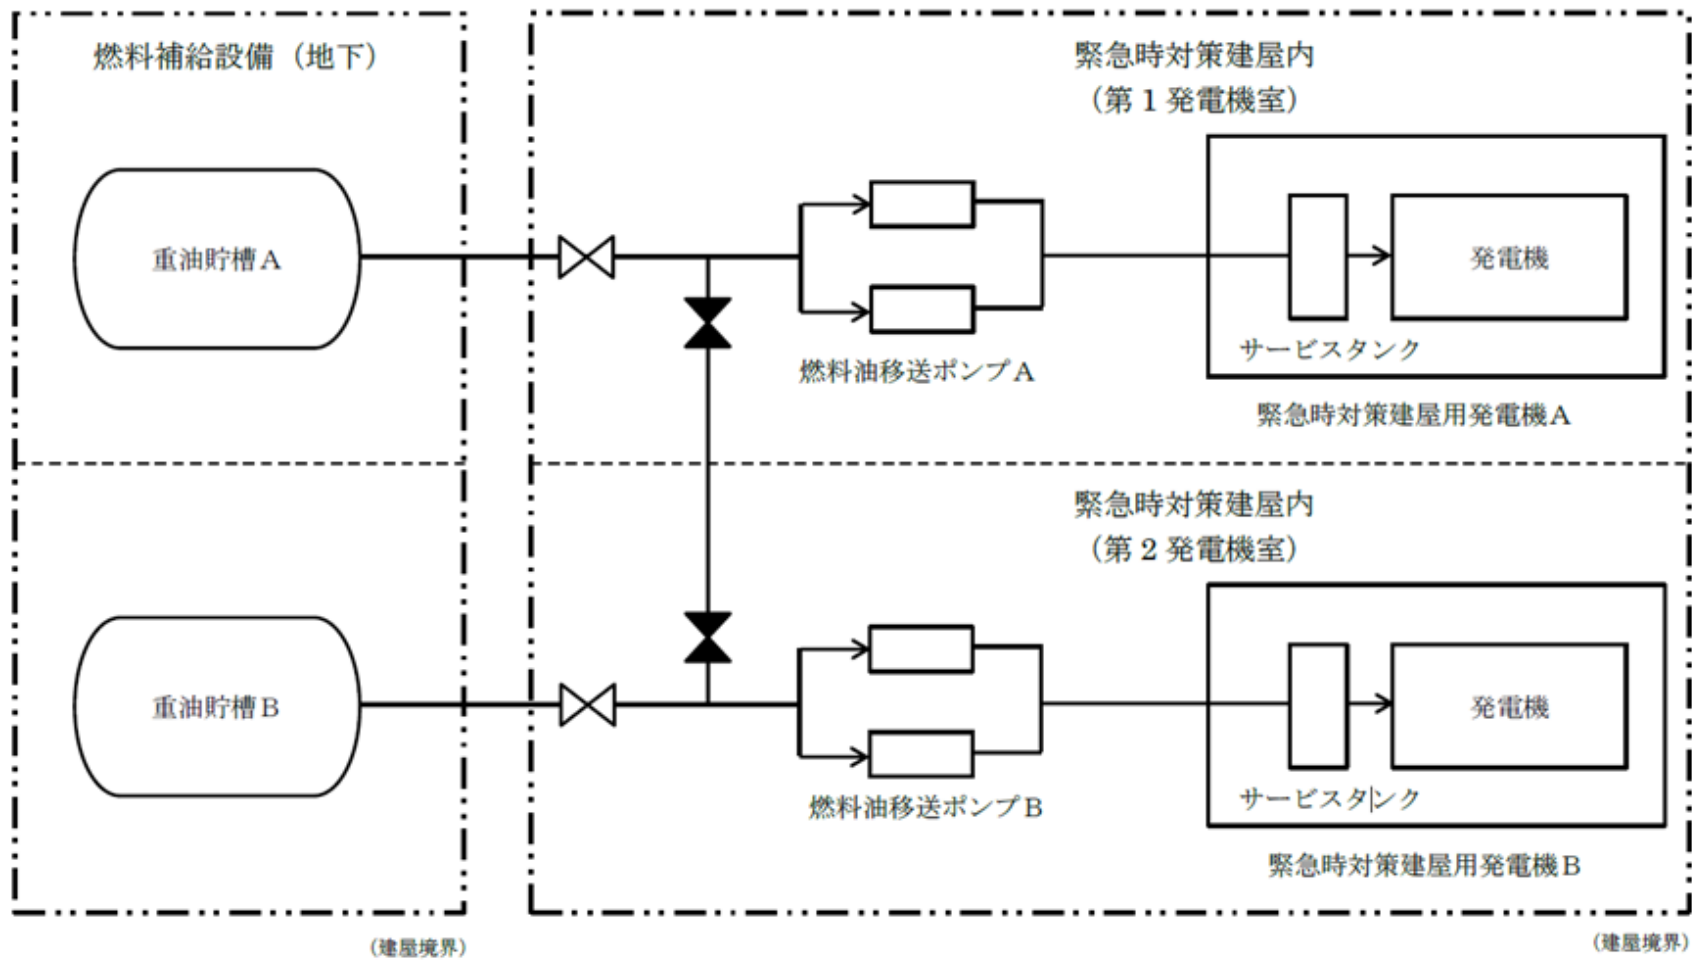 燃料補給設備（地下）
緊急時対策建屋内
（第1発電機室）
重油貯槽A
発電機
サービスタンク
燃料油移送ポンプA
緊急時対策建屋用発電機A
緊急時対策建屋内
（第2発電機室）
重油貯槽B
発電機
サービスタンク
燃料油移送ポンプB
緊急時対策建屋用発電機B
（建屋境界）
（建屋境界）